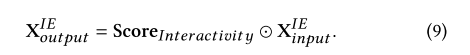 X^{IE}_{output} = Score_{Interactivity} ⊙ X^{IE}_{input}. (9)